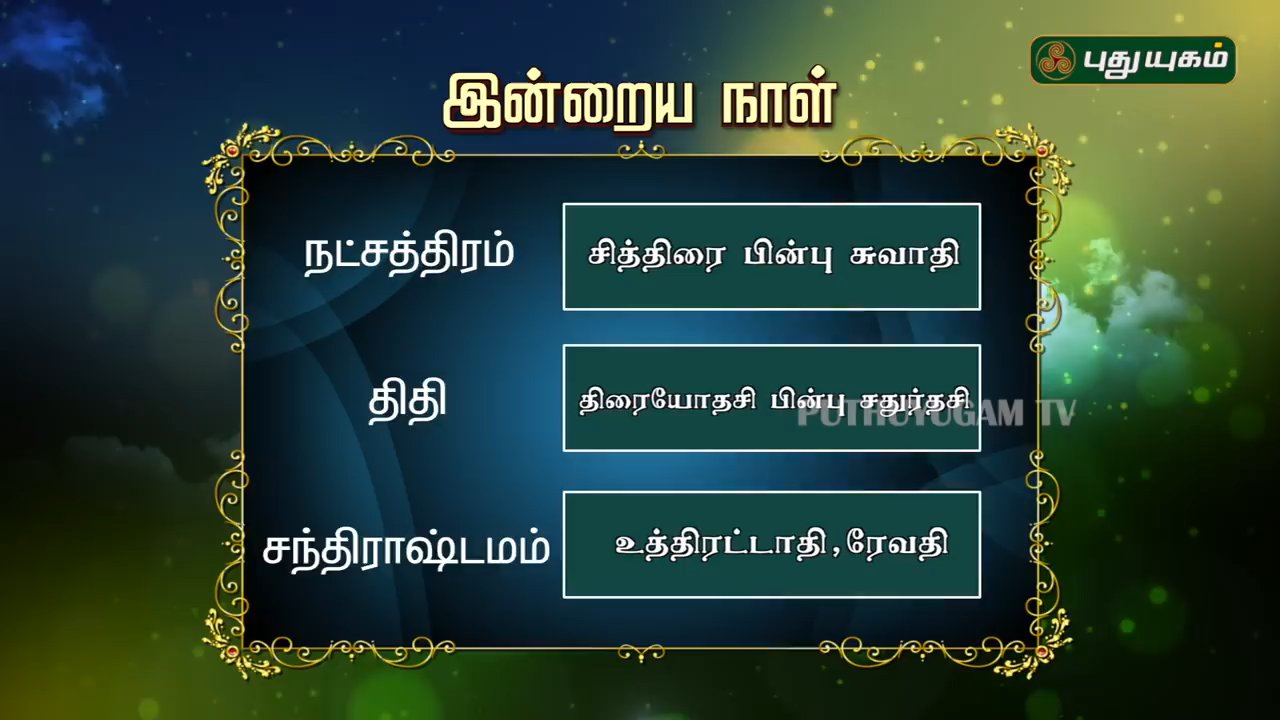 புதுயுகம்
இன்றைய நாள்
நட்சத்திரம்
சித்திரை பின்பு சுவாதி
திதி
திரையோதசி பின்பு சதுர்தசி
PUTHUYUGAM TV
சந்திராஷ்டமம்
உத்திரட்டாதி,ரேவதி